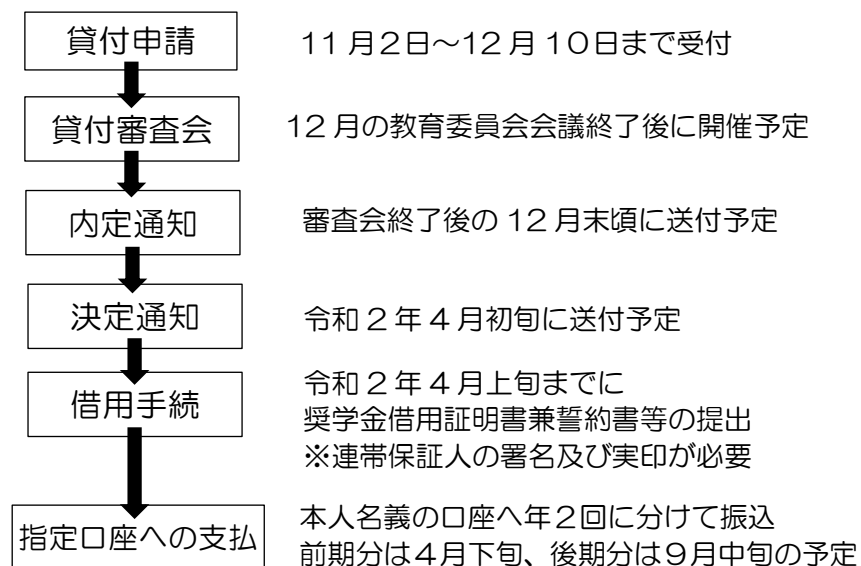 貸付申請
11月2日～12月10日まで受付
貸付審査会
12月の教育委員会会議終了後に開催予定
内定通知
審査会終了後の12月末頃に送付予定
決定通知
令和2年4月初旬に送付予定
借用手続
令和2年4月上旬までに
奨学金借用証明書兼誓約書等の提出
※連帯保証人の署名及び実印が必要
指定口座への支払
本人名義の口座へ年2回に分けて振込
前期分は4月下旬、後期分は9月中旬の予定